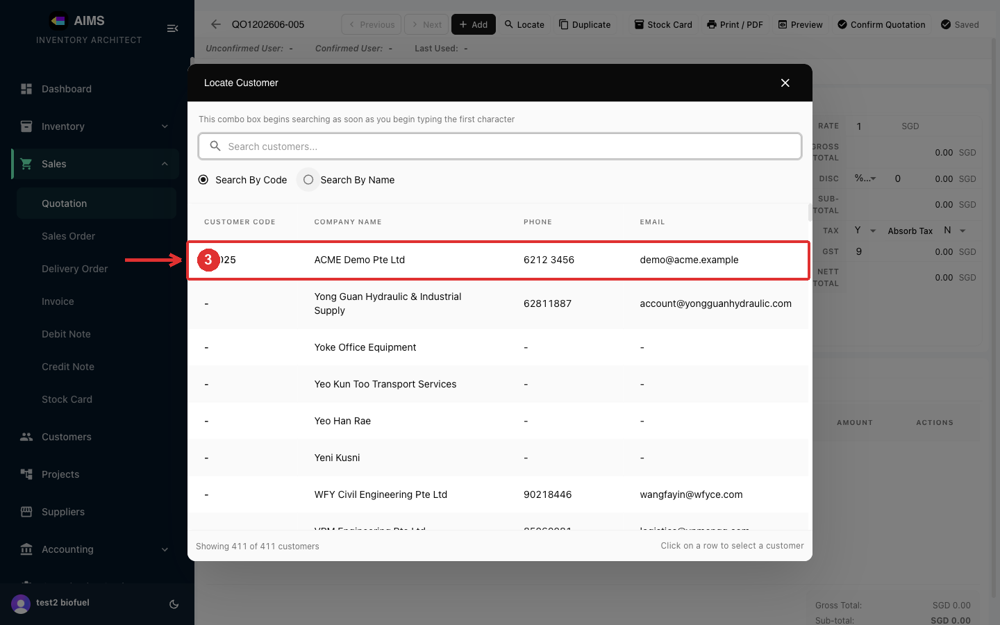 AIMS
INVENTORY ARCHITECT
Dashboard
Inventory
Sales
Quotation
Sales Order
Delivery Order
Invoice
Debit Note
Credit Note
Stock Card
Customers
Projects
Suppliers
Accounting
test2 biofuel
QO1202606-005
Previous
Next
Add
Locate
Duplicate
Stock Card
Print / PDF
Preview
Confirm Quotation
Saved
Unconfirmed User: -
Confirmed User: -
Last Used: -
Locate Customer
This combo box begins searching as soon as you begin typing the first character
Search customers...
Search By Code
Search By Name
CUSTOMER CODE COMPANY NAME PHONE EMAIL
3 025 ACME Demo Pte Ltd 6212 3456 demo@acme.example
- Yong Guan Hydraulic & Industrial
Supply 62811887 account@yongguanhydraulic.com
- Yoke Office Equipment - -
- Yeo Kun Too Transport Services - -
- Yeo Han Rae - -
- Yeni Kusni - -
- WFY Civil Engineering Pte Ltd 90218446 wangfayin@wfyce.com
Showing 411 of 411 customers
Click on a row to select a customer
RATE 1 SGD
GROSS
TOTAL 0.00 SGD
DISC %... 0 0.00 SGD
SUB-
TOTAL 0.00 SGD
TAX Y Absorb Tax N
GST 9 0.00 SGD
NETT
TOTAL 0.00 SGD
AMOUNT ACTIONS
Gross Total: SGD 0.00
Sub-total: SGD 0.00